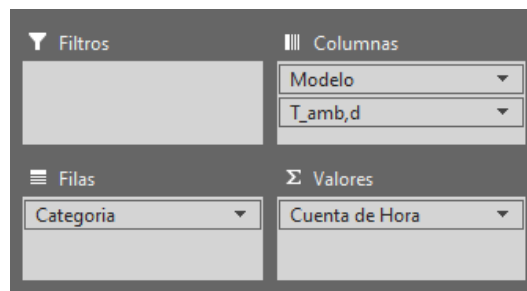 Filtros
Columnas
Modelo
T_amb,d
Filas
Σ Valores
Categoria
Cuenta de Hora